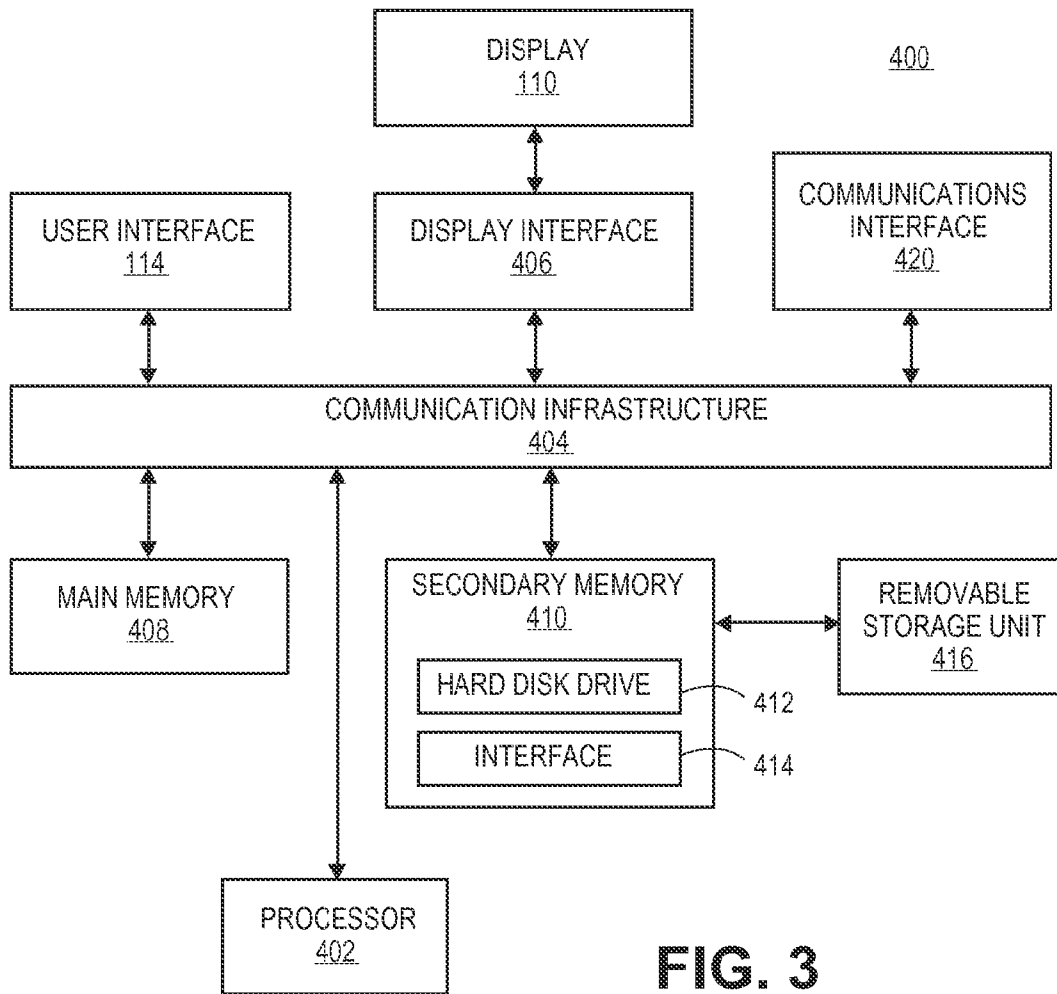 DISPLAY
110
400
USER INTERFACE
114
DISPLAY INTERFACE
406
COMMUNICATIONS
INTERFACE
420
COMMUNICATION INFRASTRUCTURE
404
MAIN MEMORY
408
SECONDARY MEMORY
410
HARD DISK DRIVE
412
INTERFACE
414
REMOVABLE
STORAGE UNIT
416
PROCESSOR
402
FIG. 3